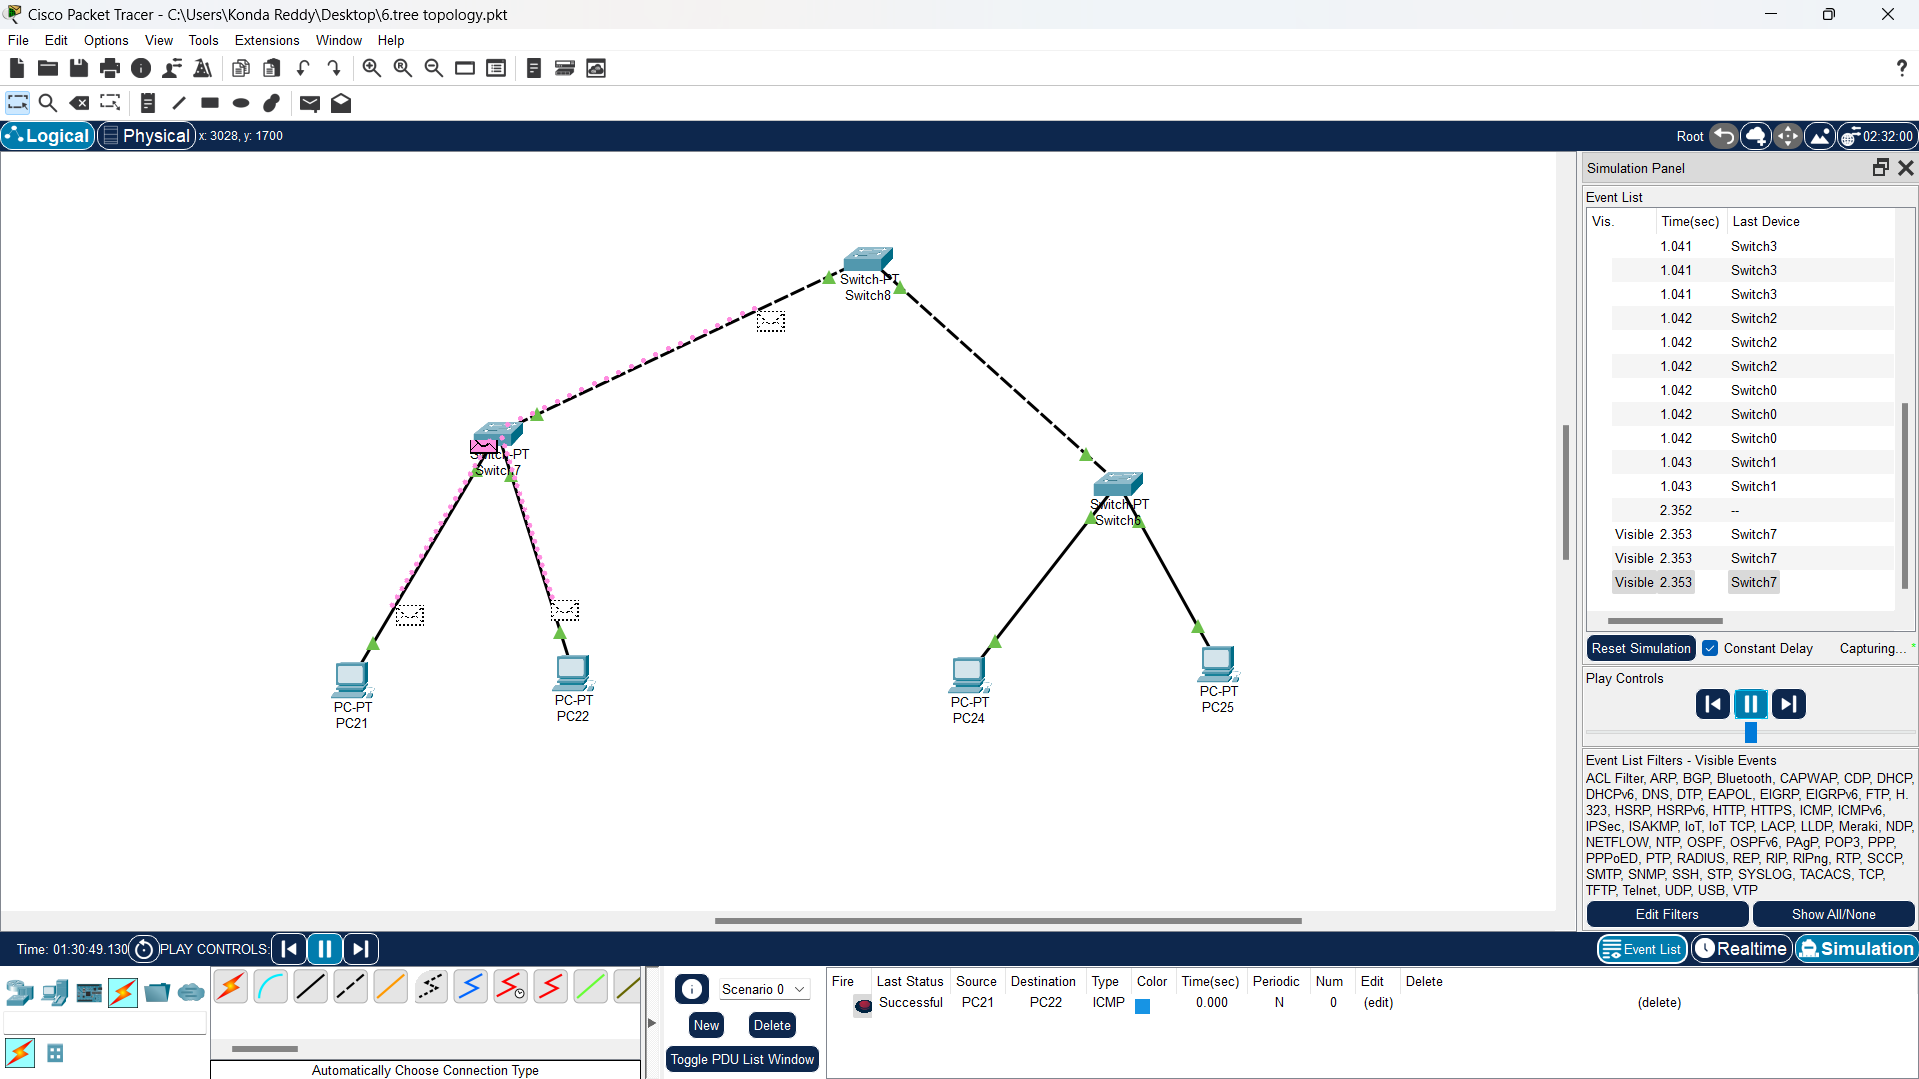 Cisco Packet Tracer - C:\Users\Konda Reddy\Desktop\6.tree topology.pkt
File Edit Options View Tools Extensions Window Help
?
Logical Physical x: 3028, y: 1700 Root 02:32:00
Simulation Panel
Event List
Vis. Time(sec) Last Device
1.041 Switch3
1.041 Switch3
1.041 Switch3
1.042 Switch2
1.042 Switch2
1.042 Switch2
1.042 Switch0
1.042 Switch0
1.042 Switch0
1.043 Switch1
1.043 Switch1
2.352 --
Visible 2.353 Switch7
Visible 2.353 Switch7
Visible 2.353 Switch7
Reset Simulation Constant Delay Capturing... *
Play Controls
Event List Filters - Visible Events
ACL Filter, ARP, BGP, Bluetooth, CAPWAP, CDP, DHCP,
DHCPv6, DNS, DTP, EAPOL, EIGRP, EIGRPv6, FTP, H.
323, HSRP, HSRPv6, HTTP, HTTPS, ICMP, ICMPv6,
IPSec, ISAKMP, IoT, IoT TCP, LACP, LLDP, Meraki, NDP,
NETFLOW, NTP, OSPF, OSPFv6, PAgP, POP3, PPP,
PPPoED, PTP, RADIUS, REP, RIP, RIPng, RTP, SCCP,
SMTP, SNMP, SSH, STP, SYSLOG, TACACS, TCP,
TFTP, Telnet, UDP, USB, VTP
Edit Filters Show All/None
Switch-PT
Switch8
Switch-PT
Switch7
Switch-PT
Switch6
PC-PT
PC21
PC-PT
PC22
PC-PT
PC24
PC-PT
PC25
Time: 01:30:49.130 PLAY CONTROLS: Event List Realtime Simulation
Automatically Choose Connection Type
Scenario 0
New Delete
Toggle PDU List Window
Fire Last Status Source Destination Type Color Time(sec) Periodic Num Edit Delete
Successful PC21 PC22 ICMP 0.000 N 0 (edit) (delete)